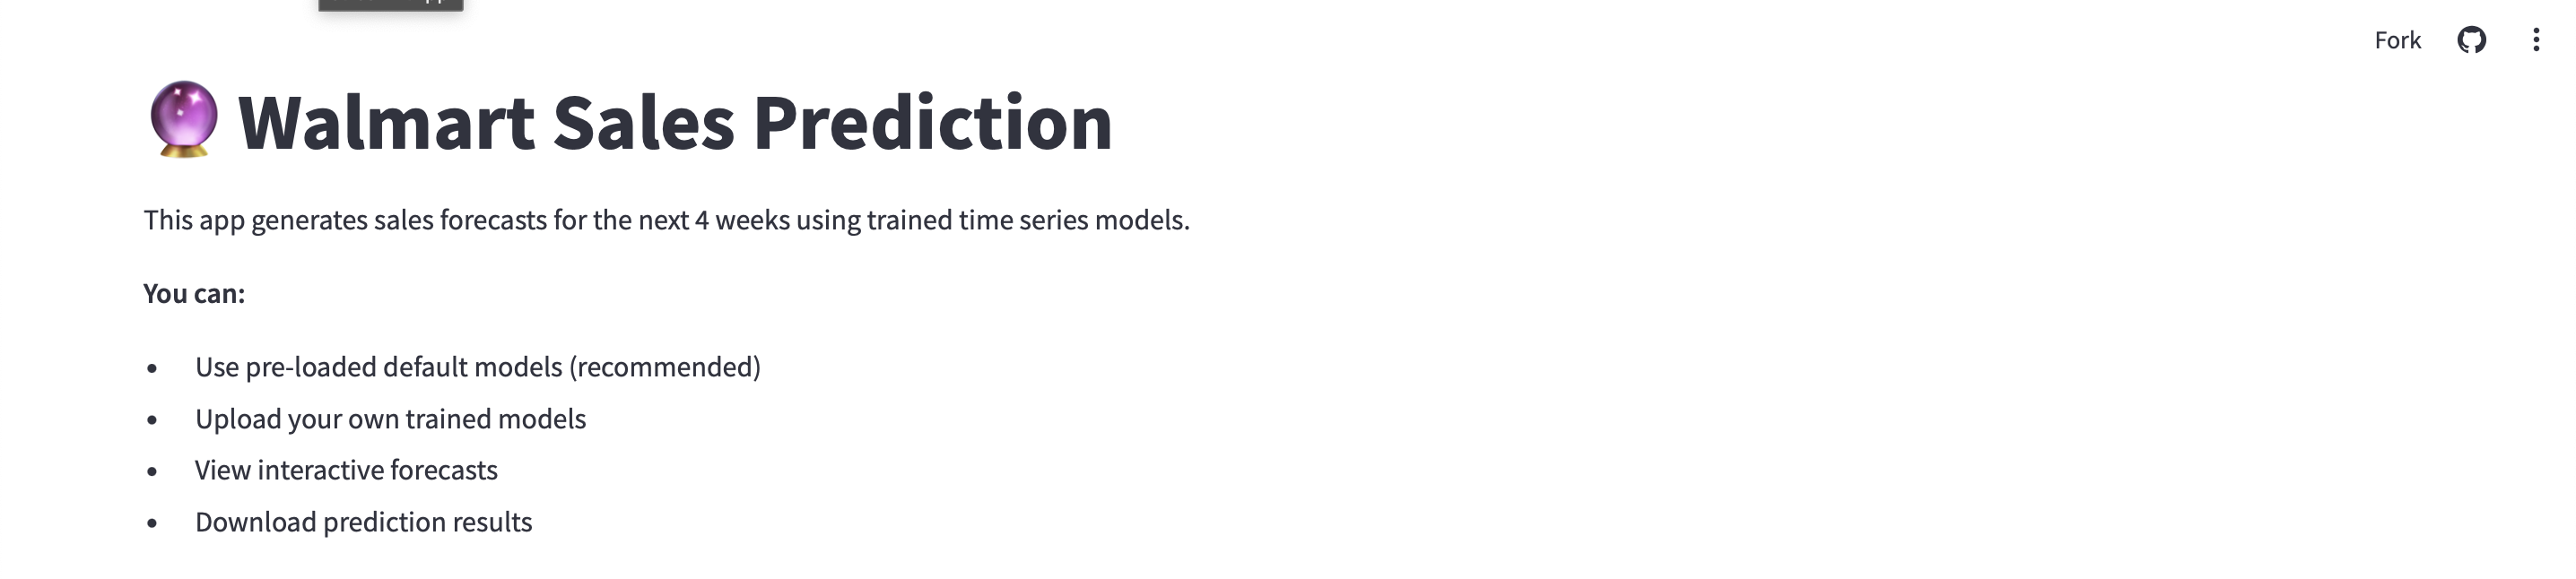 Fork
Walmart Sales Prediction
This app generates sales forecasts for the next 4 weeks using trained time series models.
You can:
• Use pre-loaded default models (recommended)
• Upload your own trained models
• View interactive forecasts
• Download prediction results